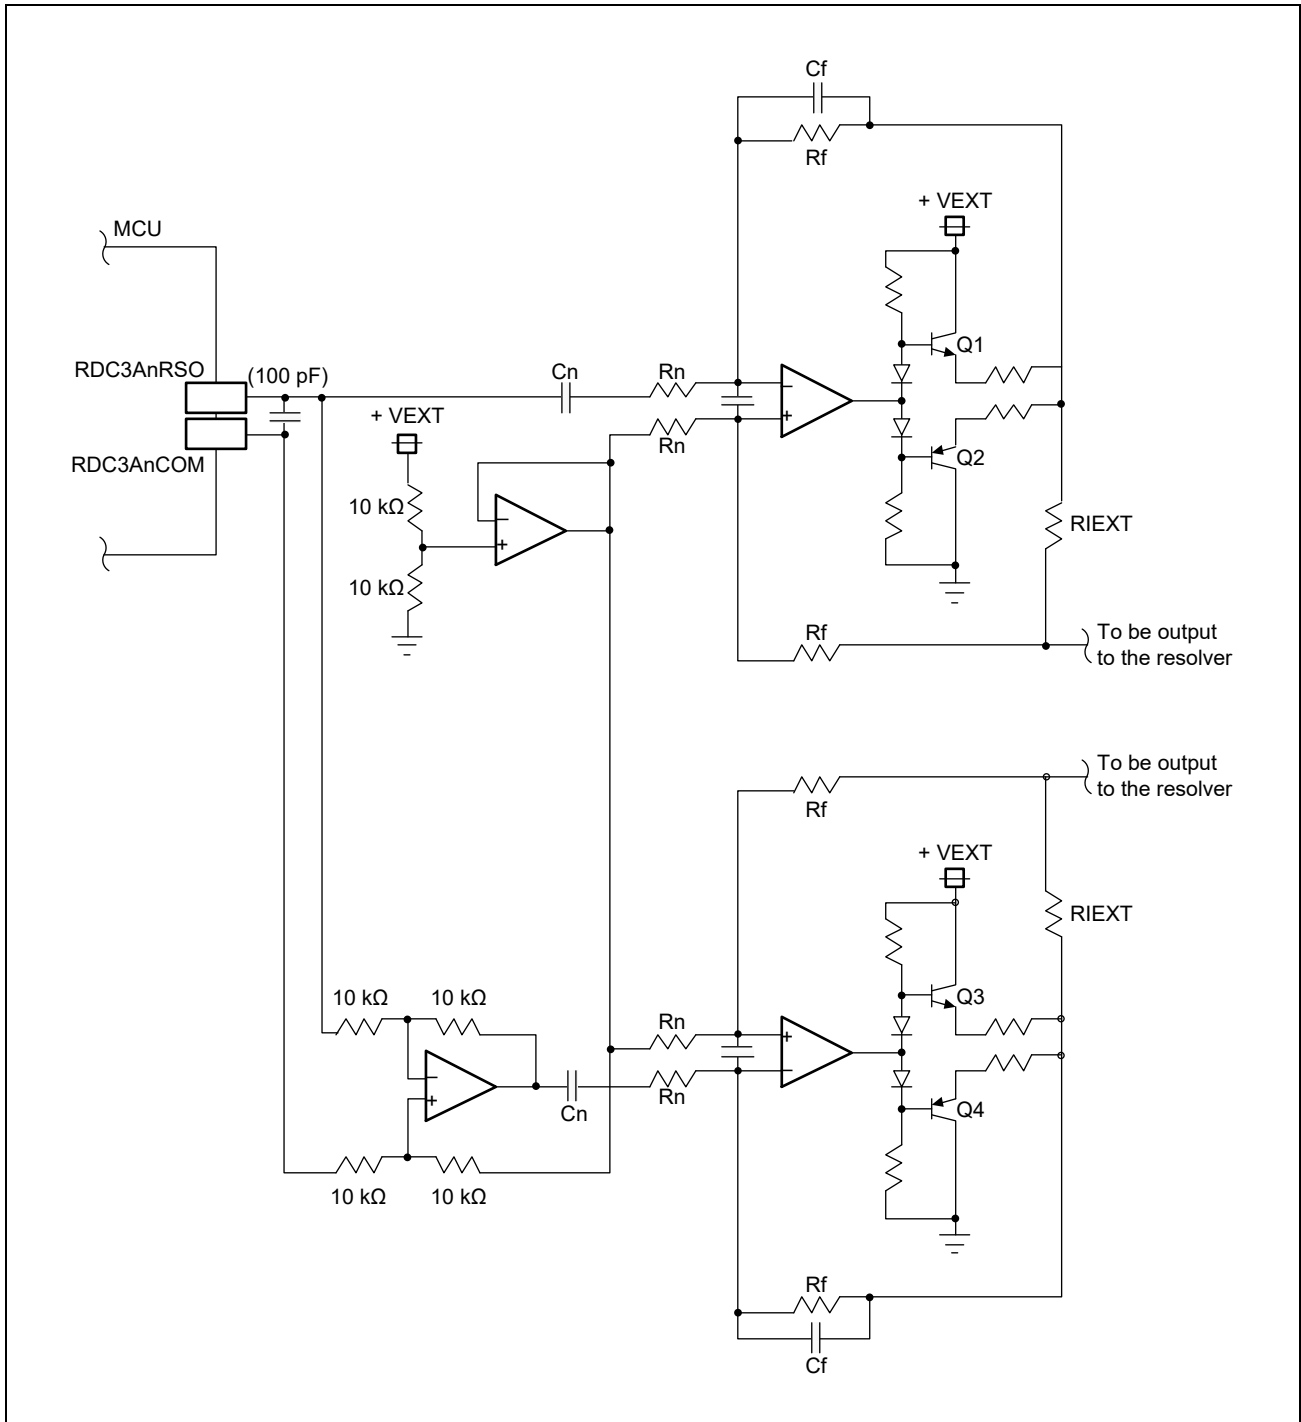 Cf
Rf
+ VEXT
MCU
Q1
RDC3AnRSO
(100 pF)
Cn
Rn
+ VEXT
-
+
Rn
Q2
RDC3AnCOM
10 kΩ
-
+
RIEXT
10 kΩ
Rf
To be output
to the resolver
To be output
to the resolver
Rf
+ VEXT
RIEXT
10 kΩ
10 kΩ
Rn
Q3
+
-
-
+
Rn
Cn
Q4
10 kΩ
10 kΩ
Rf
Cf